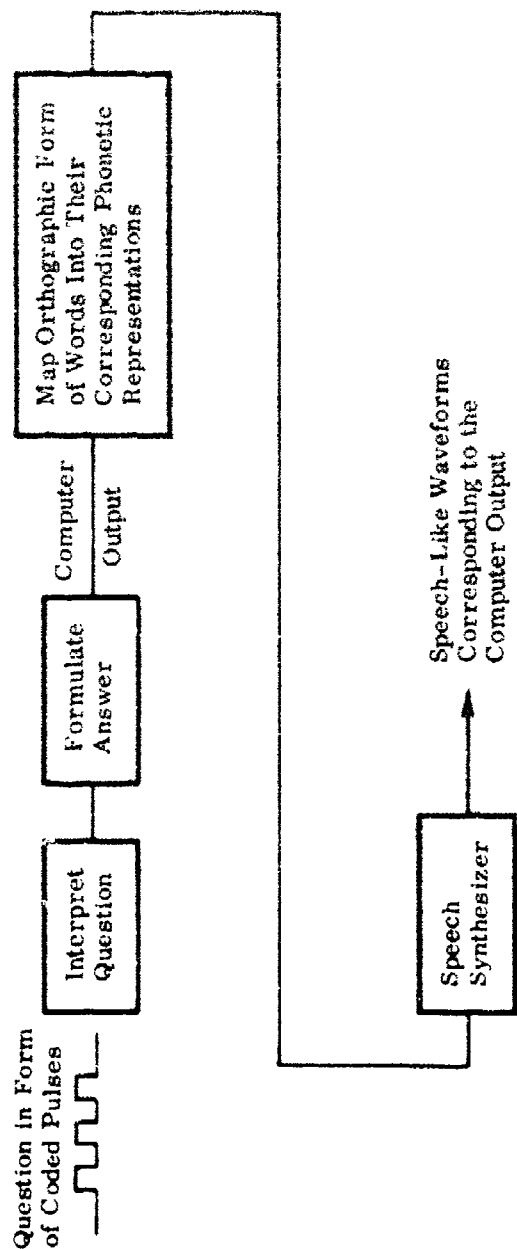 Question in Form
of Coded Pulses
Interpret
Question
Formulate
Answer
Computer
Output
Map Orthographic Form
of Words Into Their
Corresponding Phonetic
Representations
Speech
Synthesizer
Speech-Like Waveforms
Corresponding to the
Computer Output